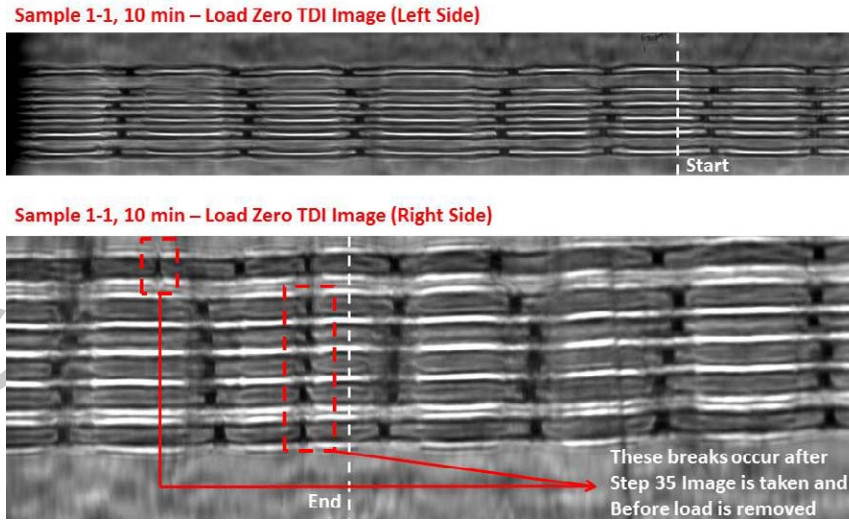 Sample 1-1, 10 min – Load Zero TDI Image (Left Side)
Start
Sample 1-1, 10 min – Load Zero TDI Image (Right Side)
These breaks occur after
Step 35 Image is taken and
Before load is removed
End